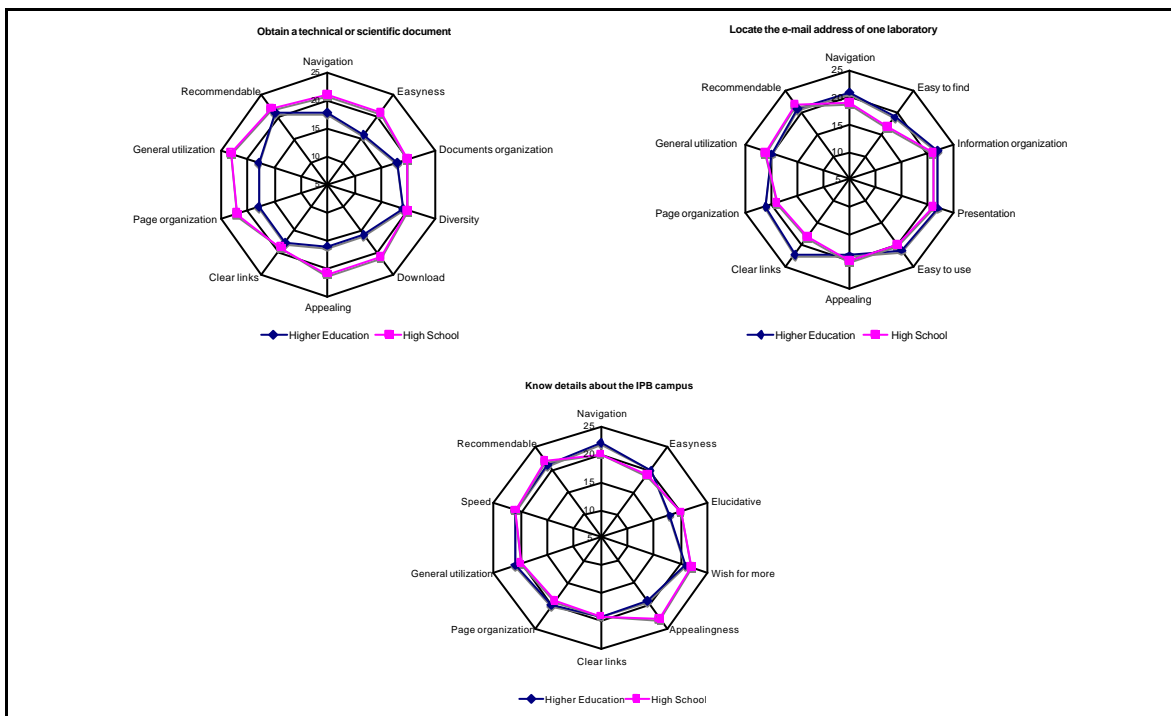 Obtain a technical or scientific document
Navigation
25
20
15
10
5
Easyness
Documents organization
Diversity
Download
Appealing
Clear links
Page organization
General utilization
Recommendable
Higher Education
High School
Locate the e-mail address of one laboratory
Navigation
25
20
15
10
5
Easy to find
Information organization
Presentation
Easy to use
Appealing
Clear links
Page organization
General utilization
Recommendable
Higher Education
High School
Know details about the IPB campus
Navigation
25
20
15
10
5
Easyness
Elucidative
Wish for more
Appealingness
Clear links
Page organization
General utilization
Speed
Recommendable
Higher Education
High School